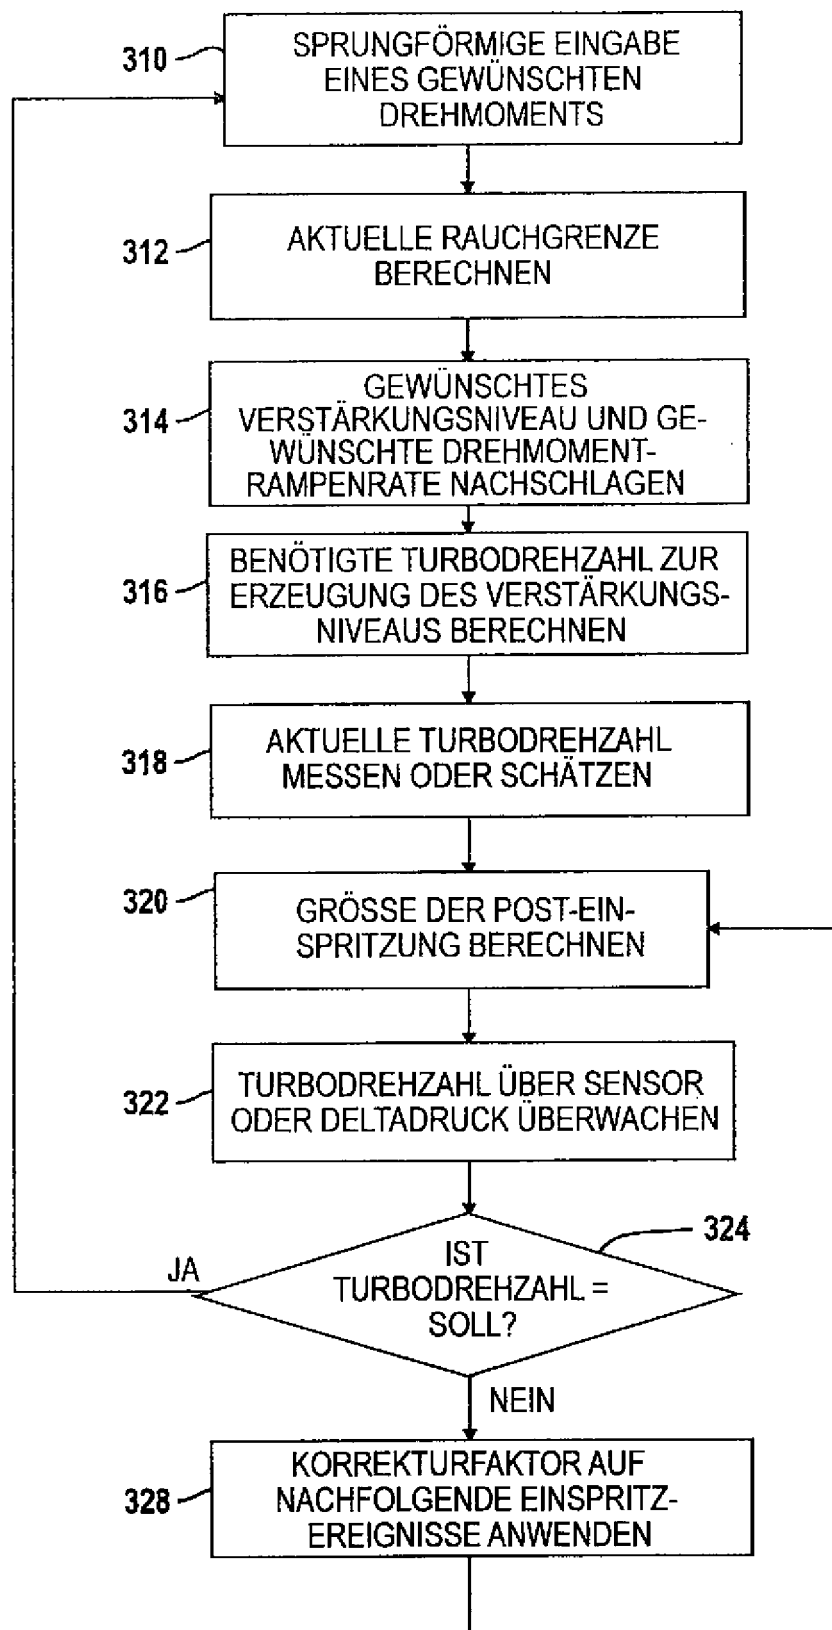 310
SPRUNGFÖRMIGE EINGABE
EINES GEWÜNSCHTEN
DREHMOMENTS
312
AKTUELLE RAUCHGRENZE
BERECHNEN
314
GEWÜNSCHTES
VERSTÄRKUNGSNIVEAU UND GE-
WÜNSCHTE DREHMOMENT-
RAMPENRATE NACHSCHLAGEN
316
BENÖTIGTE TURBODREHZAHL ZUR
ERZEUGUNG DES VERSTÄRKUNGS-
NIVEAUS BERECHNEN
318
AKTUELLE TURBODREHZAHL
MESSEN ODER SCHÄTZEN
320
GRÖSSE DER POST-EIN-
SPRITZUNG BERECHNEN
322
TURBODREHZAHL ÜBER SENSOR
ODER DELTADRUCK ÜBERWACHEN
324
IST
TURBODREHZAHL =
SOLL?
JA
NEIN
328
KORREKTURFAKTOR AUF
NACHFOLGENDE EINSPRITZ-
EREIGNISSE ANWENDEN